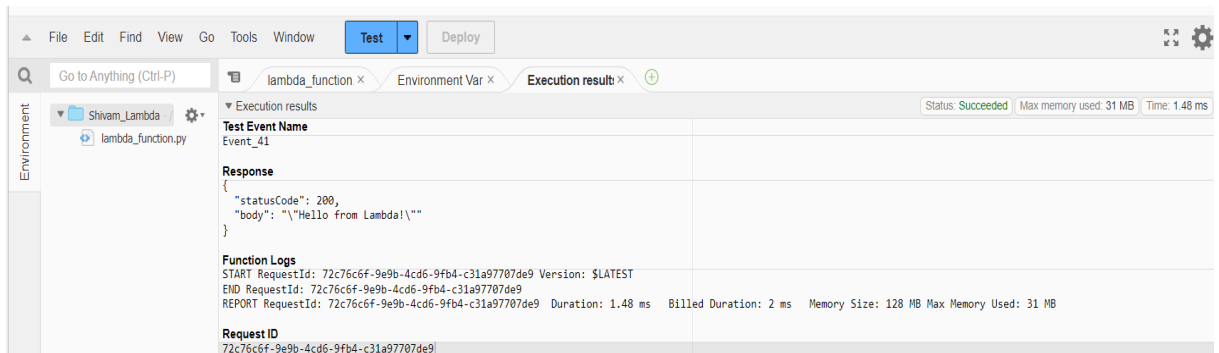 File Edit Find View Go Tools Window Test Deploy
Go to Anything (Ctrl-P)
lambda_function × Environment Var × Execution results ×
Environment
Shivam_Lambda - /
lambda_function.py
Execution results
Status: Succeeded Max memory used: 31 MB Time: 1.48 ms
Test Event Name
Event_41
Response
{
"statusCode": 200,
"body": "\"Hello from Lambda!\""
}
Function Logs
START RequestId: 72c76c6f-9e9b-4cd6-9fb4-c31a97707de9 Version: $LATEST
END RequestId: 72c76c6f-9e9b-4cd6-9fb4-c31a97707de9
REPORT RequestId: 72c76c6f-9e9b-4cd6-9fb4-c31a97707de9 Duration: 1.48 ms Billed Duration: 2 ms Memory Size: 128 MB Max Memory Used: 31 MB
Request ID
72c76c6f-9e9b-4cd6-9fb4-c31a97707de9